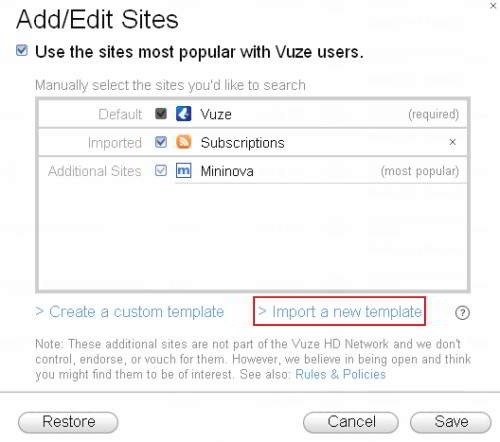 Add/Edit Sites
Use the sites most popular with Vuze users.
Manually select the sites you'd like to search
Default Vuze (required)
Imported Subscriptions ×
Additional Sites m Mininova (most popular)
> Create a custom template > Import a new template ?
Note: These additional sites are not part of the Vuze HD Network and we don't
control, endorse, or vouch for them. However, we believe in being open and think
you might find them to be of interest. See also: Rules & Policies
Restore Cancel Save